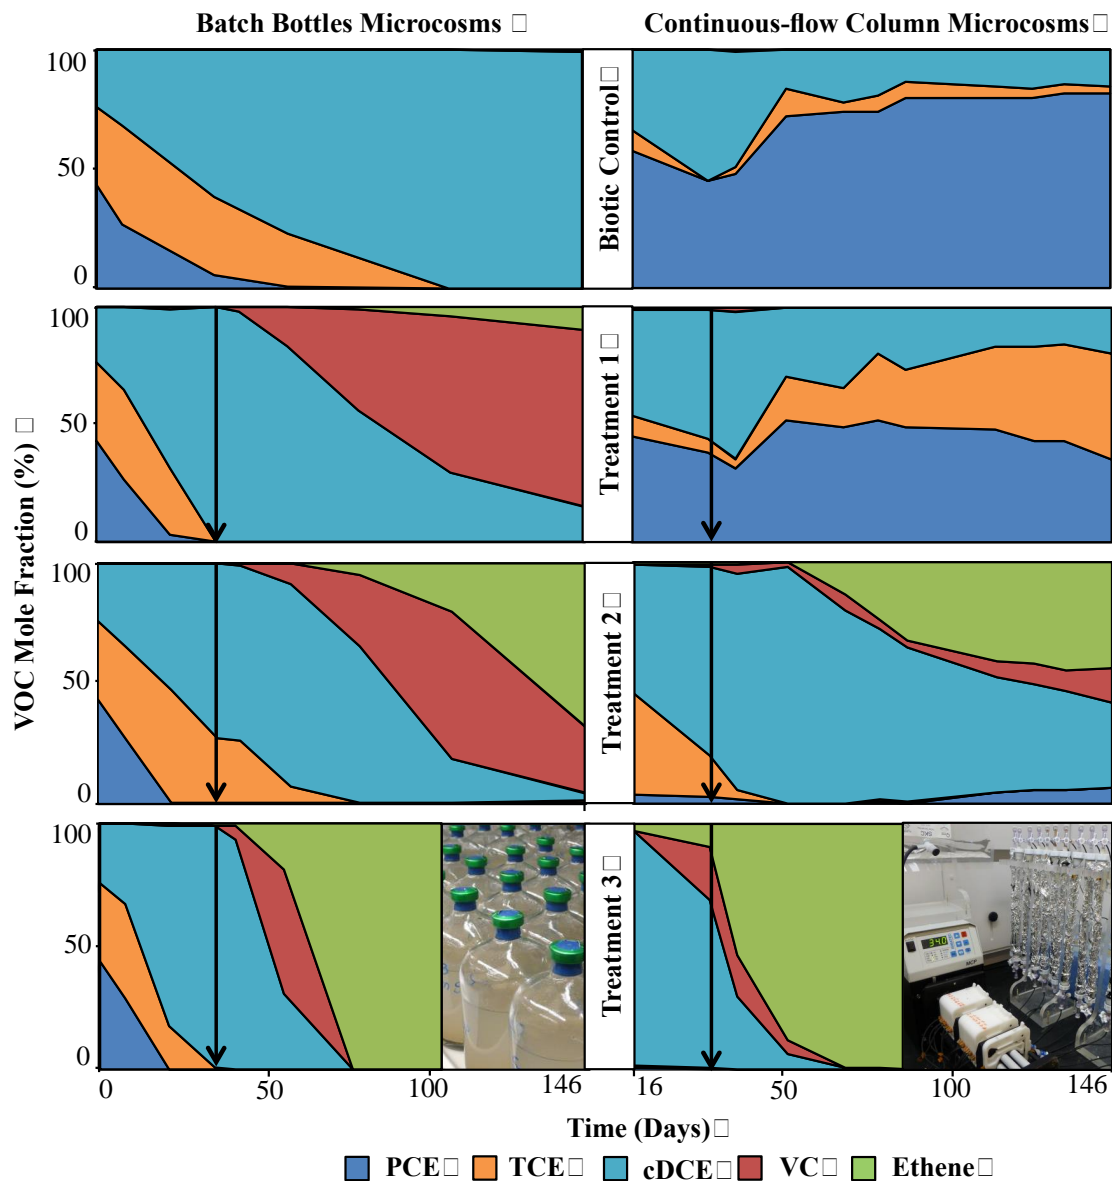 Batch Bottles Microcosms □
Continuous-flow Column Microcosms□
VOC Mole Fraction (%) □
100
50
0
Biotic Control□
100
50
0
Treatment 1□
100
50
0
Treatment 2□
100
50
0
Treatment 3□
340
MCP
0
50
100
146
16
50
100
146
Time (Days)□
PCE□ TCE□ cDCE□ VC□ Ethene□